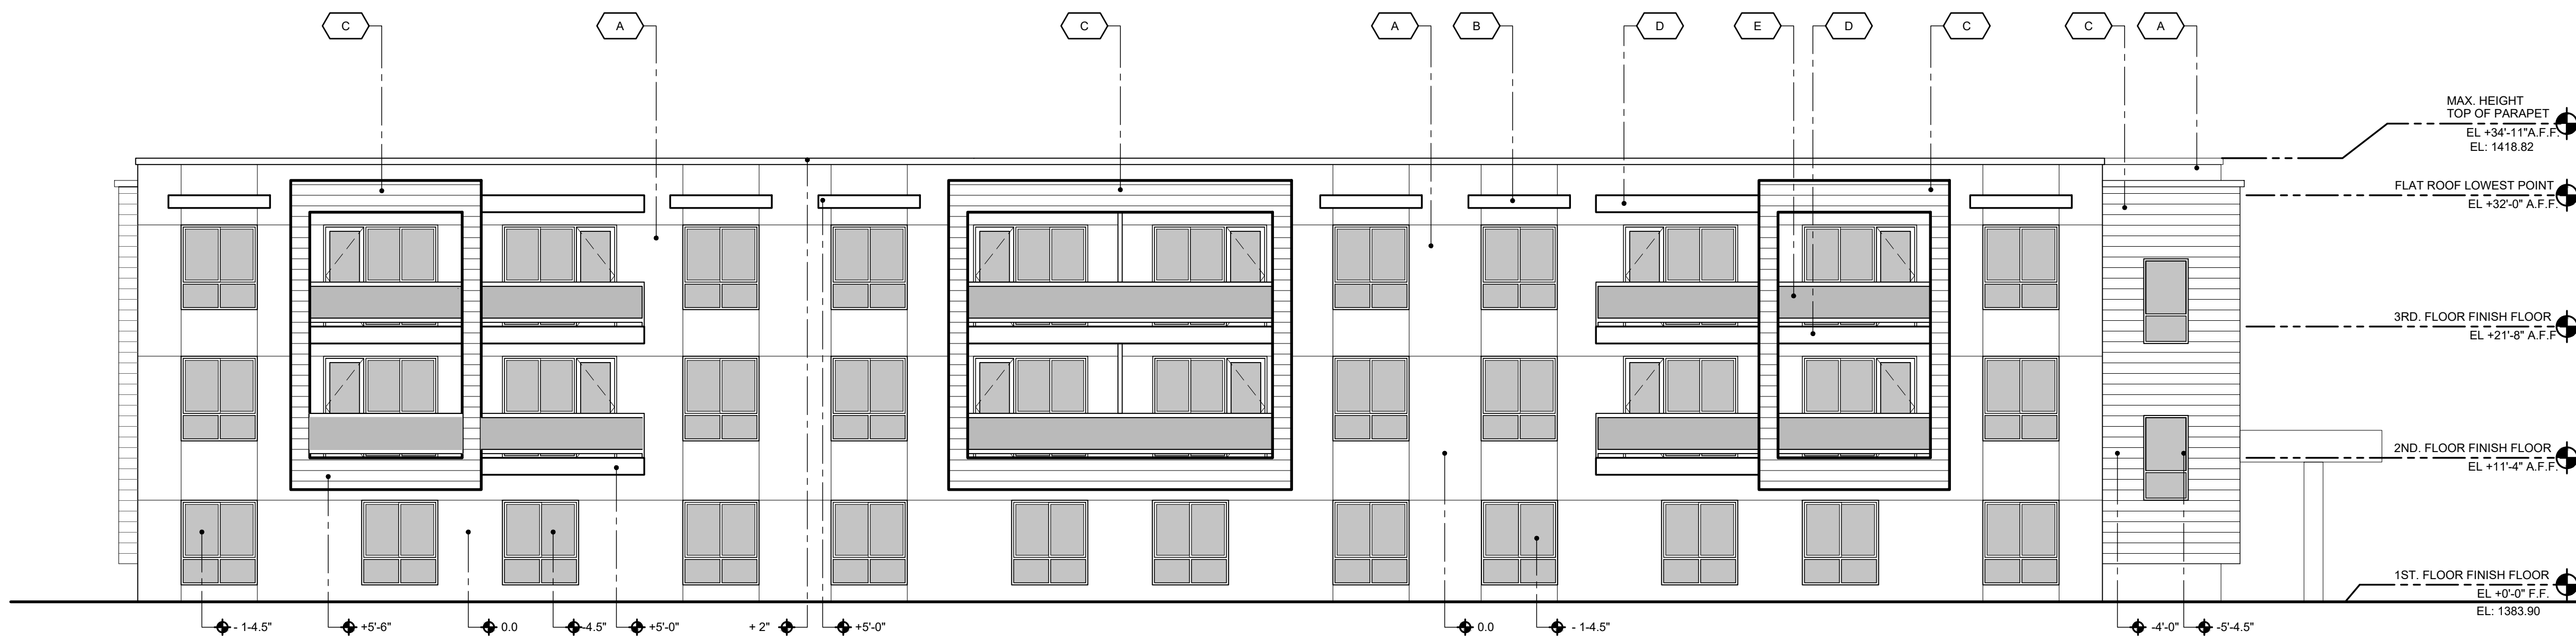 C
A
C
A
B
D
E
D
C
C
A
MAX. HEIGHT
TOP OF PARAPET
EL +34'-11"A.F.F.
EL: 1418.82
FLAT ROOF LOWEST POINT
EL +32'-0" A.F.F.
3RD. FLOOR FINISH FLOOR
EL +21'-8" A.F.F
2ND. FLOOR FINISH FLOOR
EL +11'-4" A.F.F.
1ST. FLOOR FINISH FLOOR
EL +0'-0" F.F.
EL: 1383.90
- 1-4.5"
+5'-6"
0.0
-4.5"
+5'-0"
+ 2"
+5'-0"
0.0
- 1-4.5"
-4'-0"
-5'-4.5"